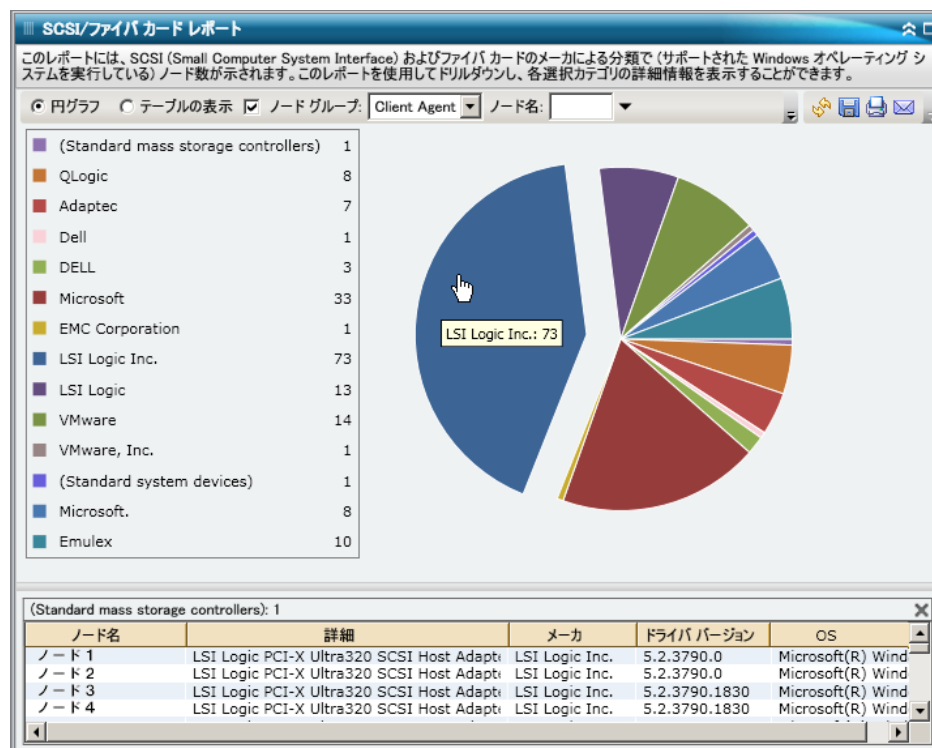 SCSI/ファイバ カード レポート
このレポートには、SCSI (Small Computer System Interface) およびファイバ カードのメーカによる分類で (サポートされた Windows オペレーティング シ
ステムを実行している) ノード数が示されます。このレポートを使用してドリルダウンし、各選択カテゴリの詳細情報を表示することができます。
円グラフ テーブルの表示 ノード グループ: Client Agent ノード名:
(Standard mass storage controllers) 1
QLogic 8
Adaptec 7
Dell 1
DELL 3
Microsoft 33
EMC Corporation 1
LSI Logic Inc. 73
LSI Logic 13
VMware 14
VMware, Inc. 1
(Standard system devices) 1
Microsoft. 8
Emulex 10
LSI Logic Inc.: 73
(Standard mass storage controllers): 1
ノード名 詳細 メーカ ドライバ バージョン OS
ノード 1 LSI Logic PCI-X Ultra320 SCSI Host Adapt LSI Logic Inc. 5.2.3790.0 Microsoft(R) Wind
ノード 2 LSI Logic PCI-X Ultra320 SCSI Host Adapt LSI Logic Inc. 5.2.3790.0 Microsoft(R) Wind
ノード 3 LSI Logic PCI-X Ultra320 SCSI Host Adapt LSI Logic Inc. 5.2.3790.1830 Microsoft(R) Wind
ノード 4 LSI Logic PCI-X Ultra320 SCSI Host Adapt LSI Logic Inc. 5.2.3790.1830 Microsoft(R) Wind